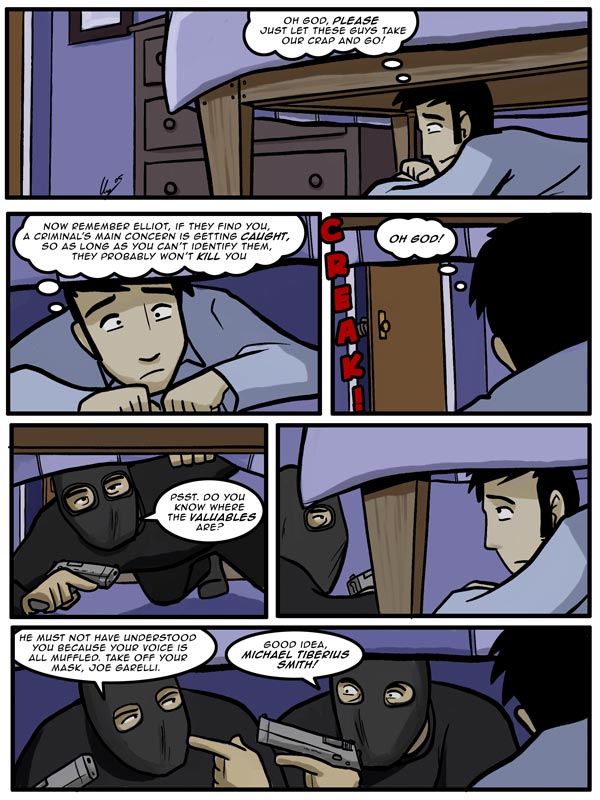 OH GOD, PLEASE
JUST LET THESE GUYS TAKE
OUR CRAP AND GO!
NOW REMEMBER ELLIOT, IF THEY FIND YOU,
A CRIMINAL'S MAIN CONCERN IS GETTING CAUGHT,
SO AS LONG AS YOU CAN'T IDENTIFY THEM,
THEY PROBABLY WON'T KILL YOU
CREAK!
OH GOD!
PSST. DO YOU
KNOW WHERE
THE VALUABLES
ARE?
HE MUST NOT HAVE UNDERSTOOD
YOU BECAUSE YOUR VOICE IS
ALL MUFFLED. TAKE OFF YOUR
MASK, JOE GARELLI.
GOOD IDEA,
MICHAEL TIBERIUS
SMITH!